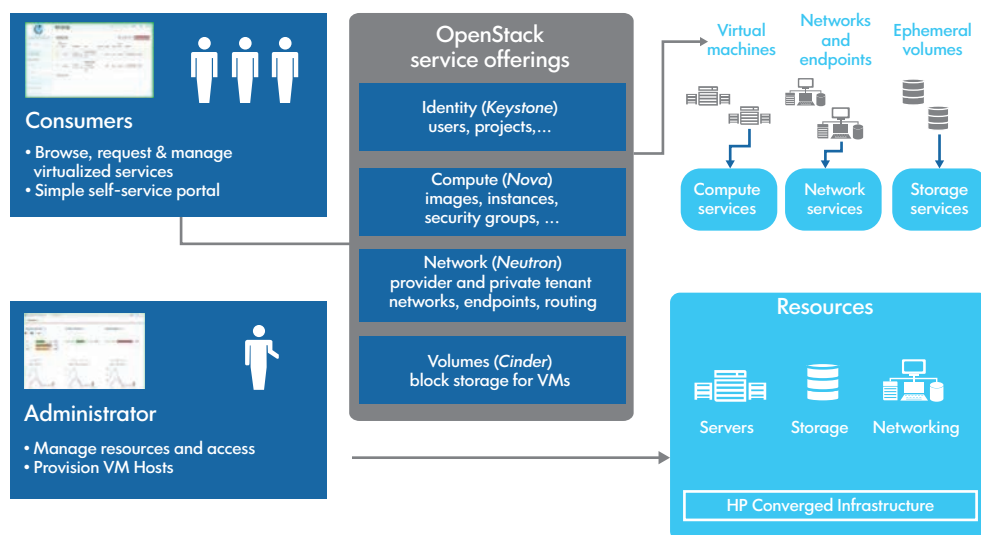 Consumers
• Browse, request & manage
virtualized services
• Simple self-service portal
Administrator
• Manage resources and access
• Provision VM Hosts
OpenStack
service offerings
Identity (Keystone)
users, projects,...
Compute (Nova)
images, instances,
security groups, ...
Network (Neutron)
provider and private tenant
networks, endpoints, routing
Volumes (Cinder)
block storage for VMs
Virtual
machines
Networks
and
endpoints
Ephemeral
volumes
Compute
services
Network
services
Storage
services
Resources
Servers
Storage
Networking
HP Converged Infrastructure